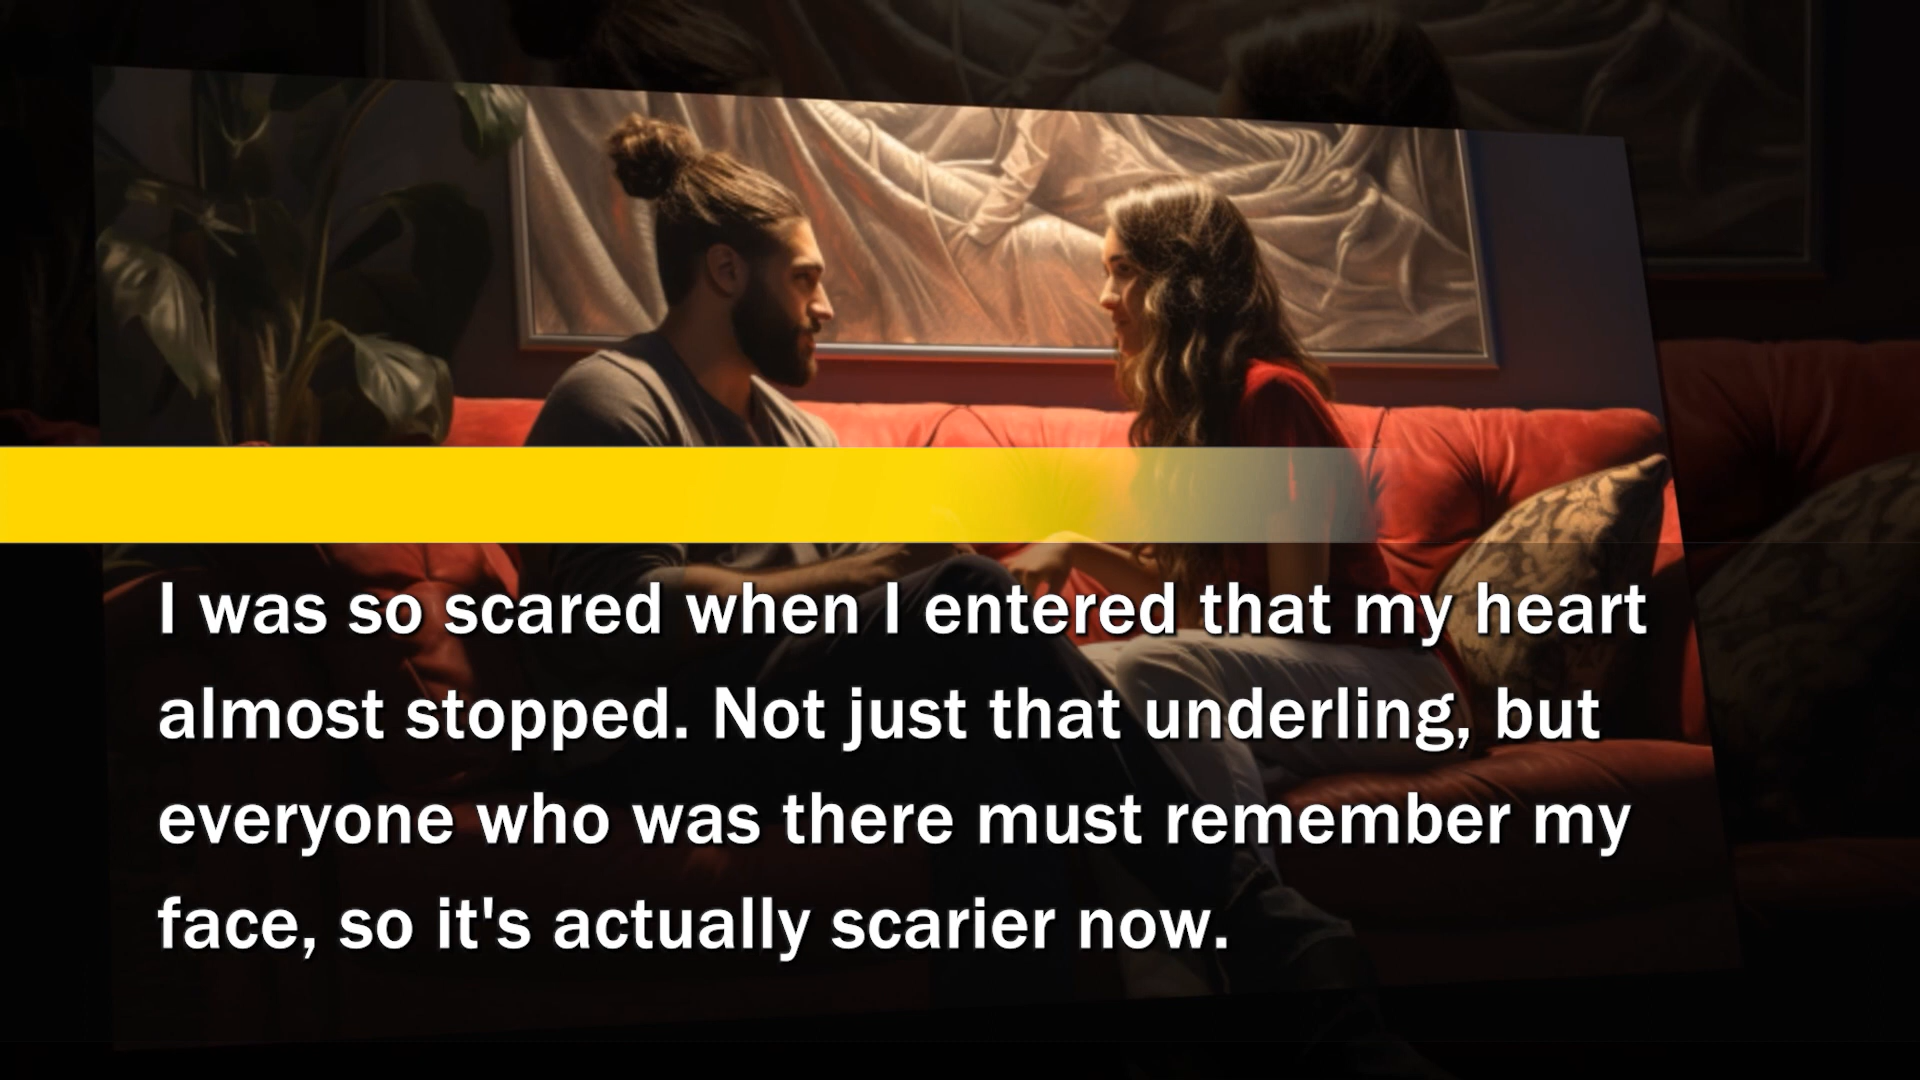 I was so scared when I entered that my heart
almost stopped. Not just that underling, but
everyone who was there must remember my
face, so it's actually scarier now.